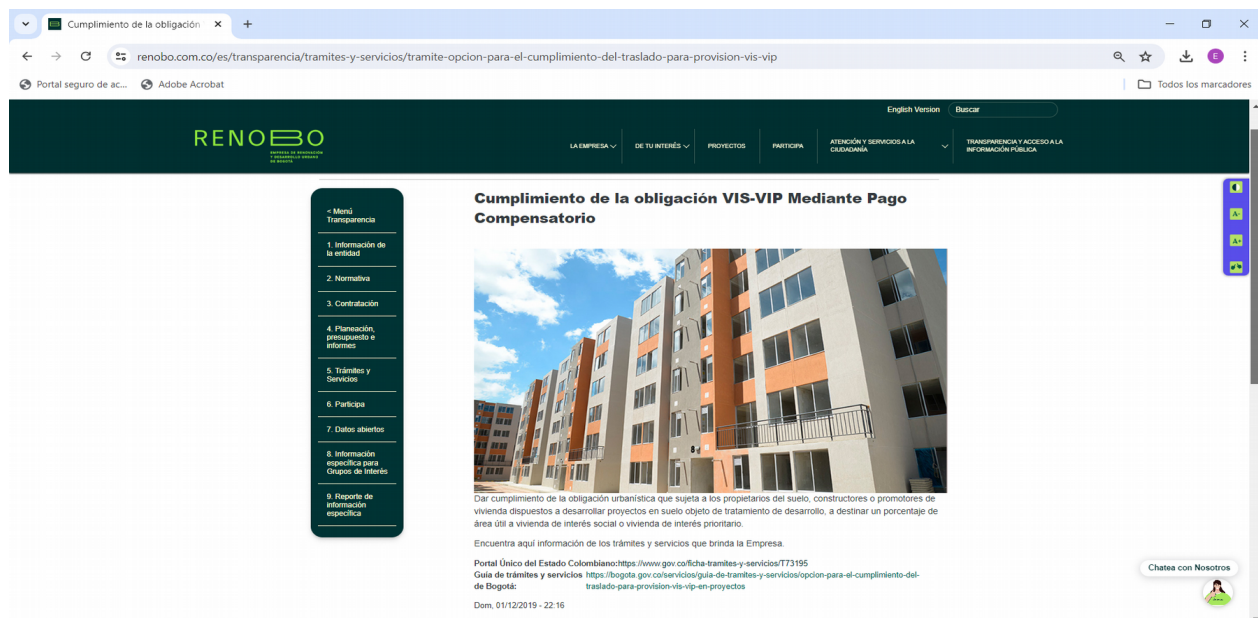 Cumplimiento de la obligación
renobo.com.co/es/transparencia/tramites-y-servicios/tramite-opcion-para-el-cumplimiento-del-traslado-para-provision-vis-vip
E
Portal seguro de ac...
Adobe Acrobat
Todos los marcadores
English Version
Buscar
RENOBO
EMPRESA DE RENOVACIÓN
Y DESARROLLO URBANO
DE BOGOTÁ
LA EMPRESA
DE TU INTERÉS
PROYECTOS
PARTICIPA
ATENCIÓN Y SERVICIOS A LA
CIUDADANÍA
TRANSPARENCIA Y ACCESO A LA
INFORMACIÓN PÚBLICA
< Menú
Transparencia
1. Información de
la entidad
2. Normativa
3. Contratación
4. Planeación,
presupuesto e
informes
5. Trámites y
Servicios
6. Participa
7. Datos abiertos
8. Información
específica para
Grupos de Interés
9. Reporte de
información
específica
Cumplimiento de la obligación VIS-VIP Mediante Pago
Compensatorio
8
Dar cumplimiento de la obligación urbanística que sujeta a los propietarios del suelo, constructores o promotores de
vivienda dispuestos a desarrollar proyectos en suelo objeto de tratamiento de desarrollo, a destinar un porcentaje de
área útil a vivienda de interés social o vivienda de interés prioritario.
Encuentra aquí información de los trámites y servicios que brinda la Empresa.
Portal Único del Estado Colombiano:https://www.gov.co/ficha-tramites-y-servicios/T73195
Guía de trámites y servicios https://bogota.gov.co/servicios/guia-de-tramites-y-servicios/opcion-para-el-cumplimiento-del-
de Bogotá: traslado-para-provision-vis-vip-en-proyectos
Dom, 01/12/2019 - 22:16
A-
A+
Chatea con Nosotros